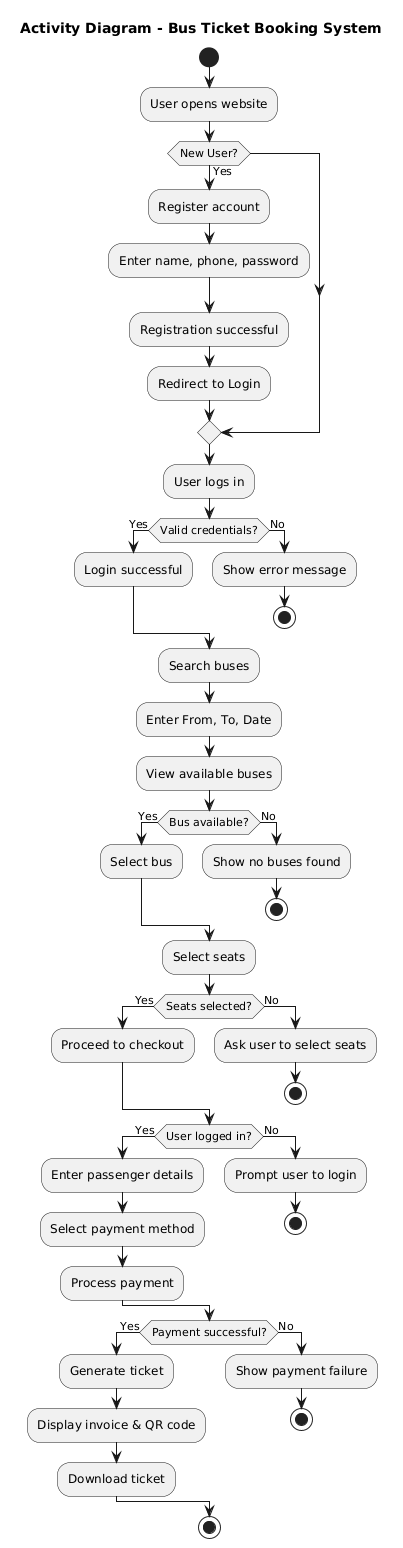 Activity Diagram - Bus Ticket Booking System
User opens website
New User?
Yes
Register account
Enter name, phone, password
Registration successful
Redirect to Login
User logs in
Yes
Valid credentials?
No
Login successful
Show error message
Search buses
Enter From, To, Date
View available buses
Yes
Bus available?
No
Select bus
Show no buses found
Select seats
Yes
Seats selected?
No
Proceed to checkout
Ask user to select seats
Yes
User logged in?
No
Enter passenger details
Prompt user to login
Select payment method
Process payment
Yes
Payment successful?
No
Generate ticket
Show payment failure
Display invoice & QR code
Download ticket